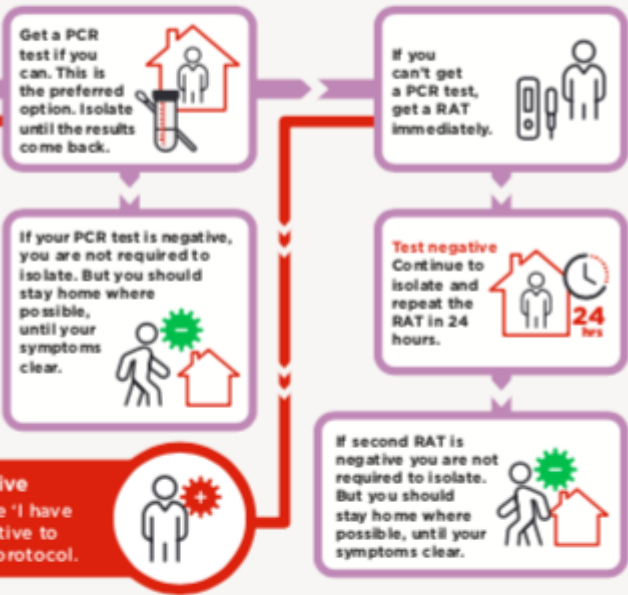 Get a PCR
test if you
can. This is
the preferred
option. Isolate
until the results
come back.
If you
can't get
a PCR test,
get a RAT
immediately.
If your PCR test is negative,
you are not required to
isolate. But you should
stay home where
possible,
until your
symptoms
clear.
Test negative
Continue to
isolate and
repeat the
RAT in 24
hours.
24
hrs
If second RAT is
negative you are not
required to isolate.
But you should
stay home where
possible, until your
symptoms clear.
ive
e 'I have
tive to
protocol.